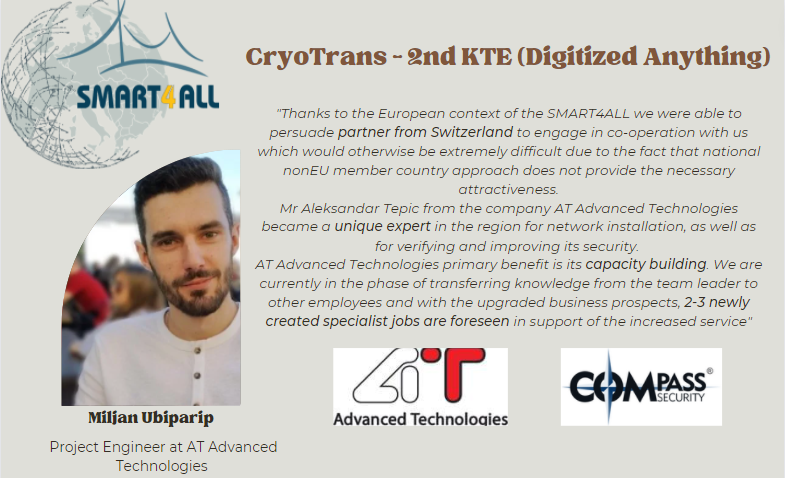 SMART4ALL
CryoTrans - 2nd KTE (Digitized Anything)
"Thanks to the European context of the SMART4ALL we were able to
persuade partner from Switzerland to engage in co-operation with us
which would otherwise be extremely difficult due to the fact that national
nonEU member country approach does not provide the necessary
attractiveness.
Mr Aleksandar Tepic from the company AT Advanced Technologies
became a unique expert in the region for network installation, as well as
for verifying and improving its security.
AT Advanced Technologies primary benefit is its capacity building. We are
currently in the phase of transferring knowledge from the team leader to
other employees and with the upgraded business prospects, 2-3 newly
created specialist jobs are foreseen in support of the increased service"
Miljan Ubiparip
Project Engineer at AT Advanced
Technologies
AT
Advanced Technologies
COMPASS®
SECURITY